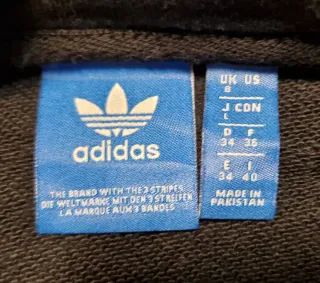 adidas
THE BRAND WITH THE 3 STRIPES
DIE WELTMARKE MIT DEN 3 STREIFEN
LA MARQUE AUX 3 BANDES
UK US
8
J CDN
L
D F
34 36
E I
34 40
MADE IN
PAKISTAN